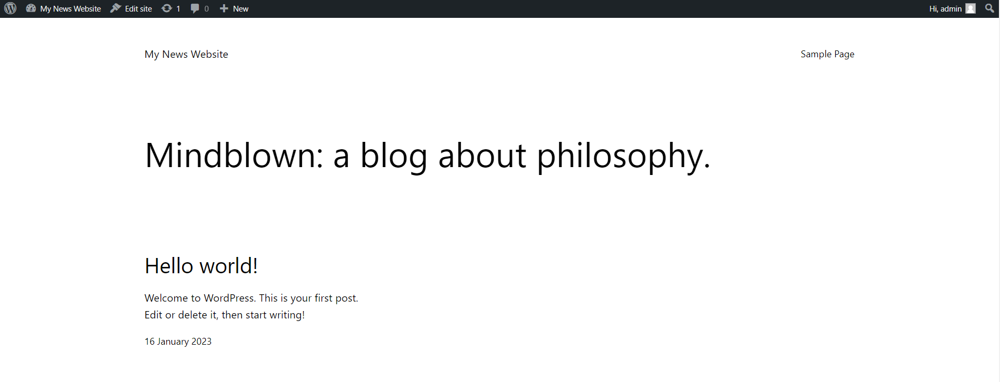 My News Website Edit site 1 0 New Hi, admin
My News Website Sample Page
Mindblown: a blog about philosophy.
Hello world!
Welcome to WordPress. This is your first post.
Edit or delete it, then start writing!
16 January 2023